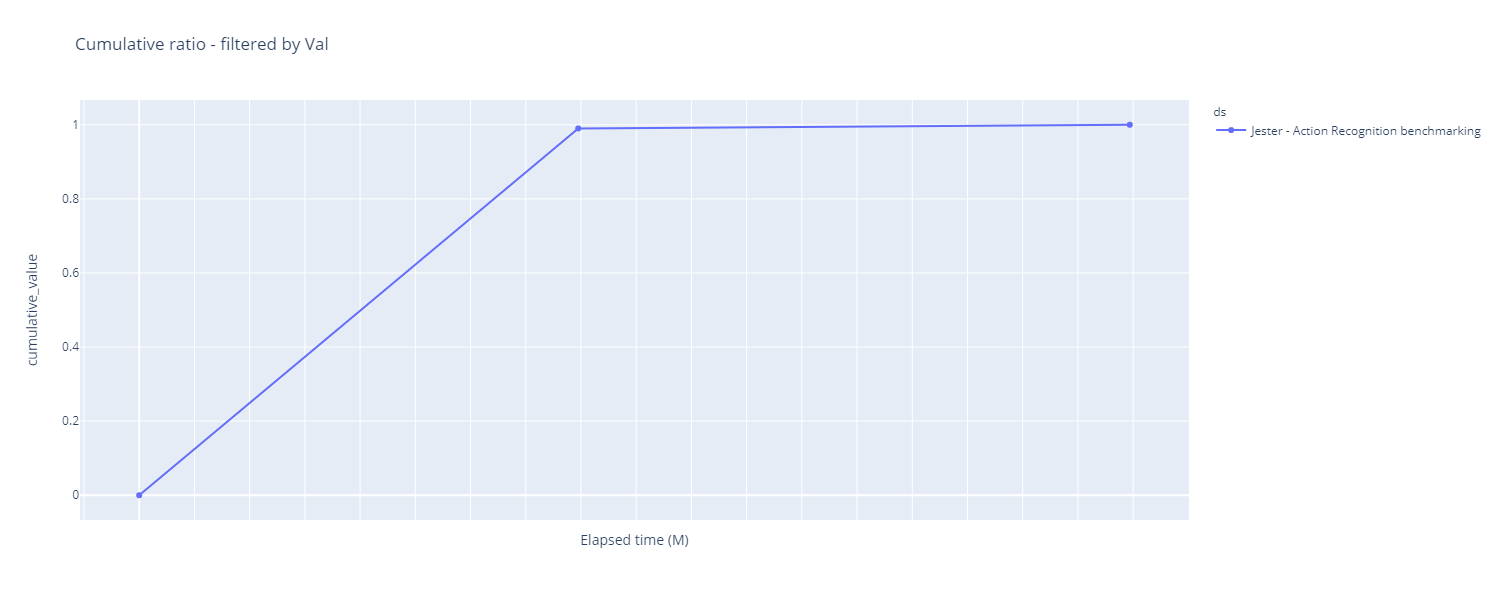 Cumulative ratio - filtered by Val
ds
Jester - Action Recognition benchmarking
1
0.8
0.6
0.4
0.2
0
cumulative_value
Elapsed time (M)